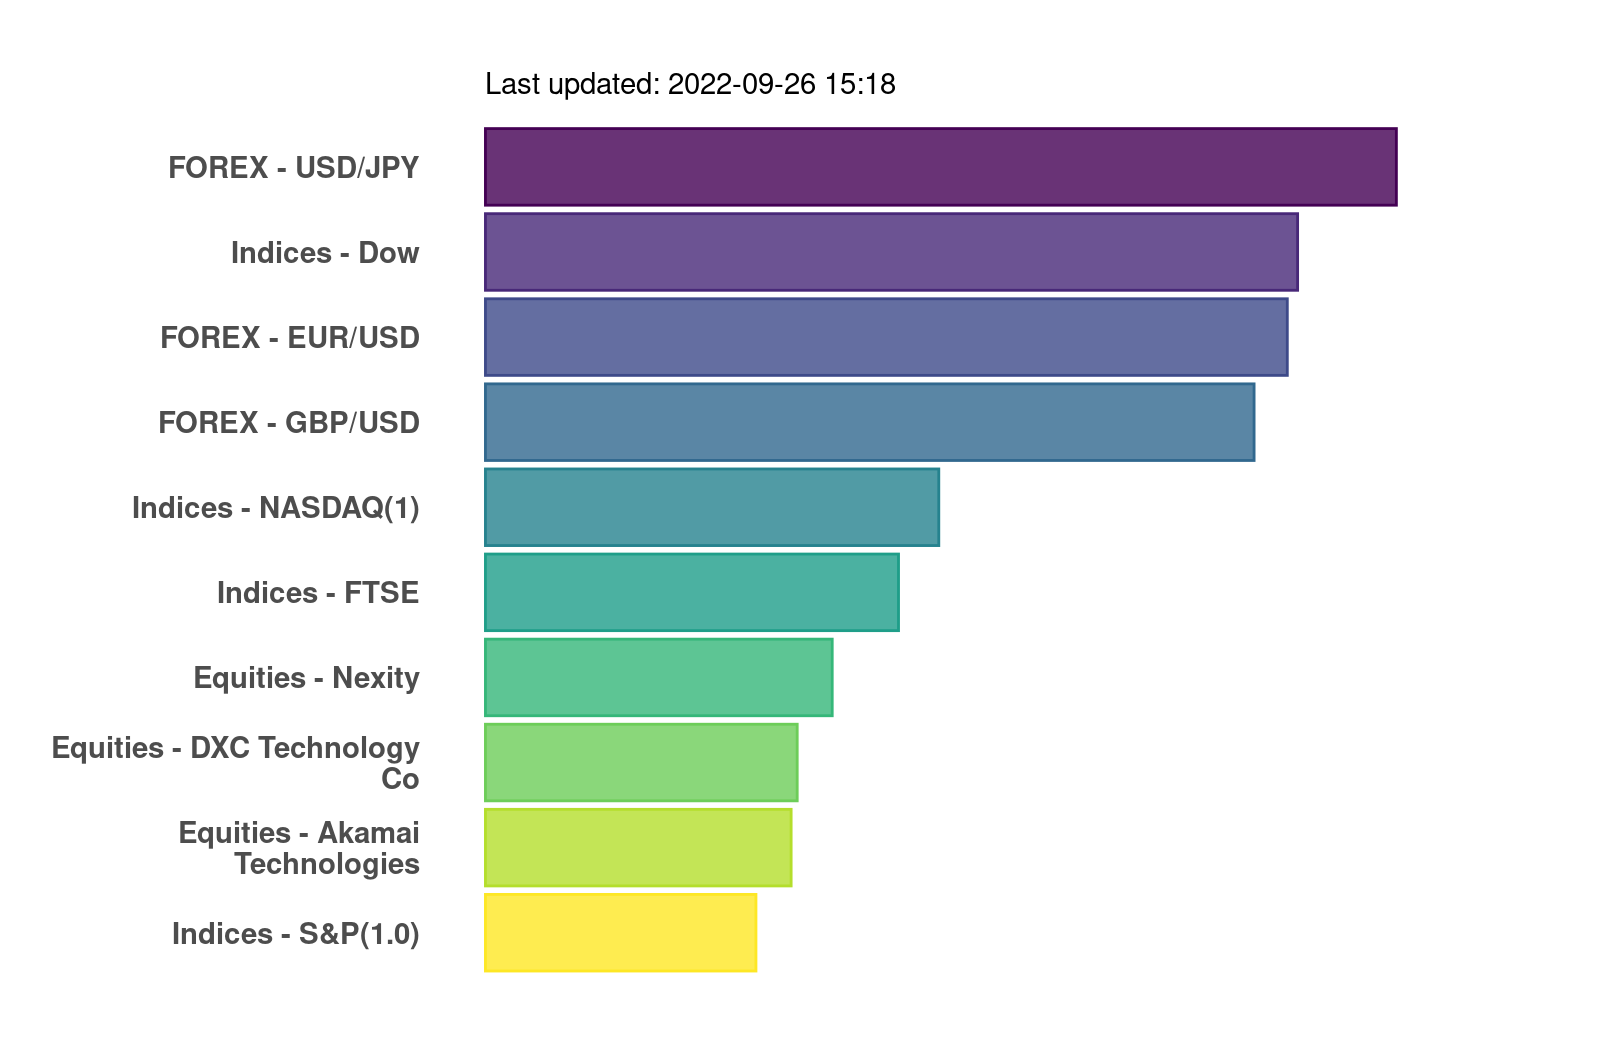 Last updated: 2022-09-26 15:18
FOREX - USD/JPY
Indices - Dow
FOREX - EUR/USD
FOREX - GBP/USD
Indices - NASDAQ(1)
Indices - FTSE
Equities - Nexity
Equities - DXC Technology
Co
Equities - Akamai
Technologies
Indices - S&P(1.0)